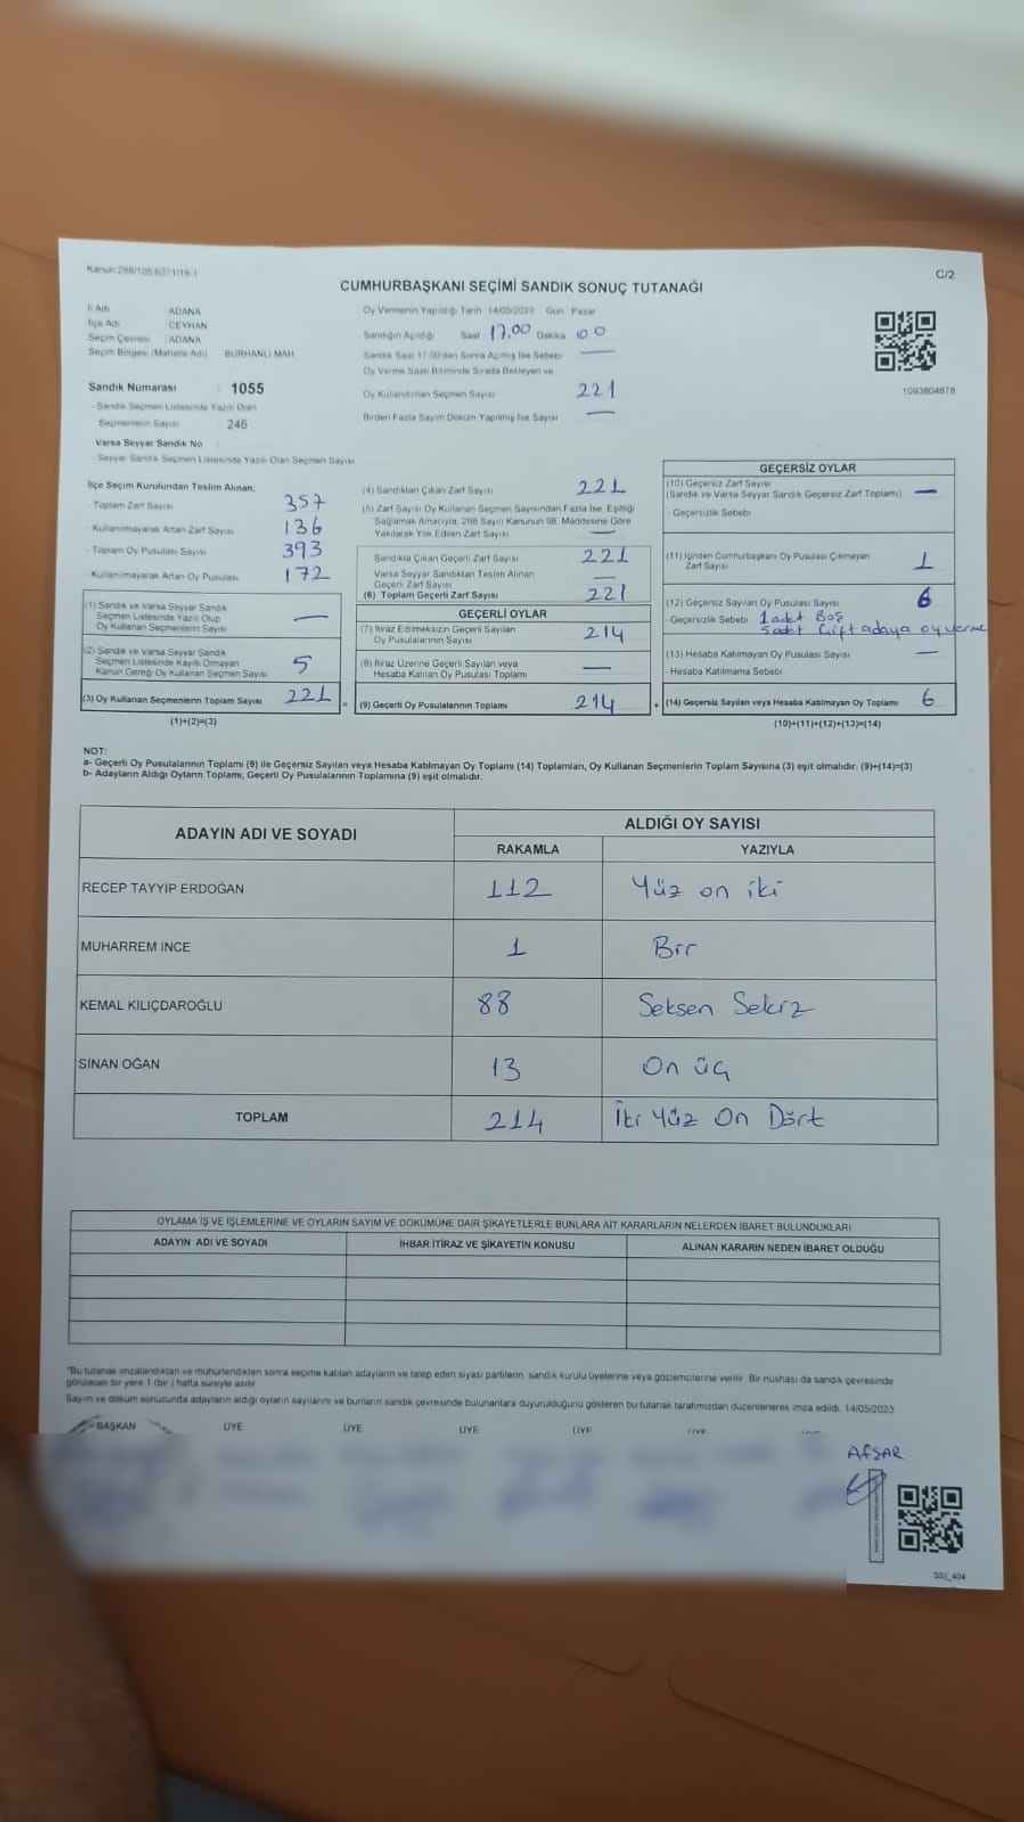 Kanun:298/105
C/2
CUMHURBAŞKANI SEÇİMİ SANDIK SONUÇ TUTANAĞI
İl Adı : ADANA
İlçe Adı : CEYHAN
Seçim Çevresi : ADANA
Seçim Bölgesi /Mahalle Adı) : BURHANLI MAH.
Sandık Numarası : 1055
- Sandık Seçmen Listesinde Yazılı Olan
Seçmenlerin Sayısı : 246
Varsa Seyyar Sandık No :
- Seyyar Sandık Seçmen Listesinde Yazılı Olan Seçmen Sayısı
Oy Vermenin Yapıldığı Tarih : 14/05/2023 Gün : Pazar
Sandığın Açıldığı Saat 17.00 Dakika 00
Sandık Saat 17:00'den Sonra Açılmış İse Sebebi —
Oy Verme Saati Bitiminde Sırada Bekleyen ve
Oy Kullandırılan Seçmen Sayısı 221
Birden Fazla Sayım Döküm Yapılmış İse Sayısı —
1093804878
İlçe Seçim Kurulundan Teslim Alınan;
- Toplam Zarf Sayısı 357
- Kullanılmayarak Artan Zarf Sayısı 136
- Toplam Oy Pusulası Sayısı 393
- Kullanılmayarak Artan Oy Pusulası 172
(1) Sandık ve Varsa Seyyar Sandık
Seçmen Listesinde Yazılı Olup
Oy Kullanan Seçmenlerin Sayısı —
(2) Sandık ve Varsa Seyyar Sandık
Seçmen Listesinde Kayıtlı Olmayan
Kanun Gereği Oy Kullanan Seçmen Sayısı 5
(3) Oy Kullanan Seçmenlerin Toplam Sayısı 221
(1)+(2)=(3)
(4) Sandıktan Çıkan Zarf Sayısı 221
(5) Zarf Sayısı Oy Kullanan Seçmen Sayısından Fazla İse, Eşitliği
Sağlamak Amacıyla, 298 Sayılı Kanunun 98. Maddesine Göre
Yakılarak Yok Edilen Zarf Sayısı —
Sandıkta Çıkan Geçerli Zarf Sayısı 221
Varsa Seyyar Sandıktan Teslim Alınan
Geçerli Zarf Sayısı —
(6) Toplam Geçerli Zarf Sayısı 221
GEÇERLİ OYLAR
(7) İtiraz Edilmeksizin Geçerli Sayılan
Oy Pusulalarının Sayısı 214
(8) İtiraz Üzerine Geçerli Sayılan veya
Hesaba Katılan Oy Pusulası Toplamı —
(9) Geçerli Oy Pusulalarının Toplamı 214
GEÇERSİZ OYLAR
(10) Geçersiz Zarf Sayısı
(Sandık ve Varsa Seyyar Sandık Geçersiz Zarf Toplamı) —
- Geçersizlik Sebebi
(11) İçinden Cumhurbaşkanı Oy Pusulası Çıkmayan
Zarf Sayısı 1
(12) Geçersiz Sayılan Oy Pusulası Sayısı 6
- Geçersizlik Sebebi 1 adet Boş
5 adet Çift adaya oy verme
(13) Hesaba Katılmayan Oy Pusulası Sayısı —
- Hesaba Katılmama Sebebi
(14) Geçersiz Sayılan veya Hesaba Katılmayan Oy Toplamı 6
(10)+(11)+(12)+(13)=(14)
NOT:
a- Geçerli Oy Pusulalarının Toplamı (9) ile Geçersiz Sayılan veya Hesaba Katılmayan Oy Toplamı (14) Toplamları, Oy Kullanan Seçmenlerin Toplam Sayısına (3) eşit olmalıdır. (9)+(14)=(3)
b- Adayların Aldığı Oyların Toplamı, Geçerli Oy Pusulalarının Toplamına (9) eşit olmalıdır.
ADAYIN ADI VE SOYADI
ALDIĞI OY SAYISI
RAKAMLA YAZIYLA
RECEP TAYYIP ERDOĞAN 112 Yüz on iki
MUHARREM INCE 1 Bir
KEMAL KILIÇDAROĞLU 88 Seksen Sekiz
SINAN OĞAN 13 On üç
TOPLAM 214 İki Yüz On Dört
OYLAMA İŞ VE İŞLEMLERİNE VE OYLARIN SAYIM VE DÖKÜMÜNE DAİR ŞİKAYETLERLE BUNLARA AİT KARARLARIN NELERDEN İBARET BULUNDUKLARI
ADAYIN ADI VE SOYADI İHBAR İTİRAZ VE ŞİKAYETİN KONUSU ALINAN KARARIN NEDEN İBARET OLDUĞU
"Bu tutanak imzalandıktan ve mühürlendikten sonra seçime katılan adayların ve talep eden siyasi partilerin, sandık kurulu üyelerine veya gözlemcilerine verilir. Bir nüshası da sandık çevresinde
görülecek bir yere 1 (bir ) hafta süreyle asılır.
Sayım ve döküm sonucunda adayların aldığı oyların sayılarını ve bunların sandık çevresinde bulunanlara duyurulduğunu gösteren bu tutanak tarafımızdan düzenlenerek imza edildi. 14/05/2023
BAŞKAN ÜYE ÜYE ÜYE ÜYE ÜYE
AfŞAR